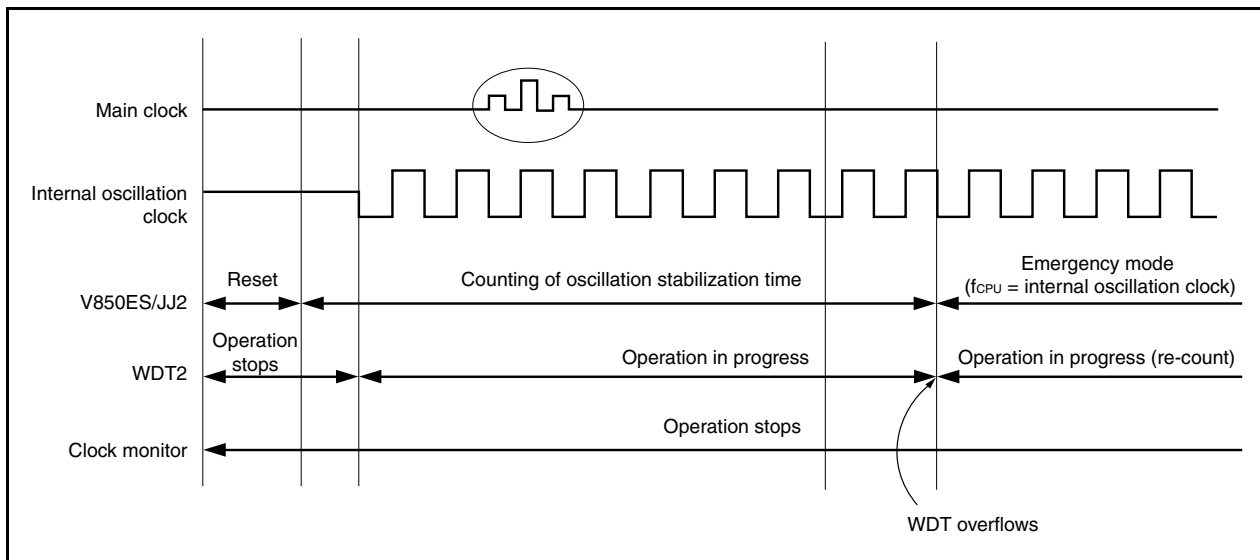 Main clock
Internal oscillation
clock
Reset
Counting of oscillation stabilization time
Emergency mode
(fCPU = internal oscillation clock)
V850ES/JJ2
Operation
stops
Operation in progress
Operation in progress (re-count)
WDT2
Operation stops
Clock monitor
WDT overflows